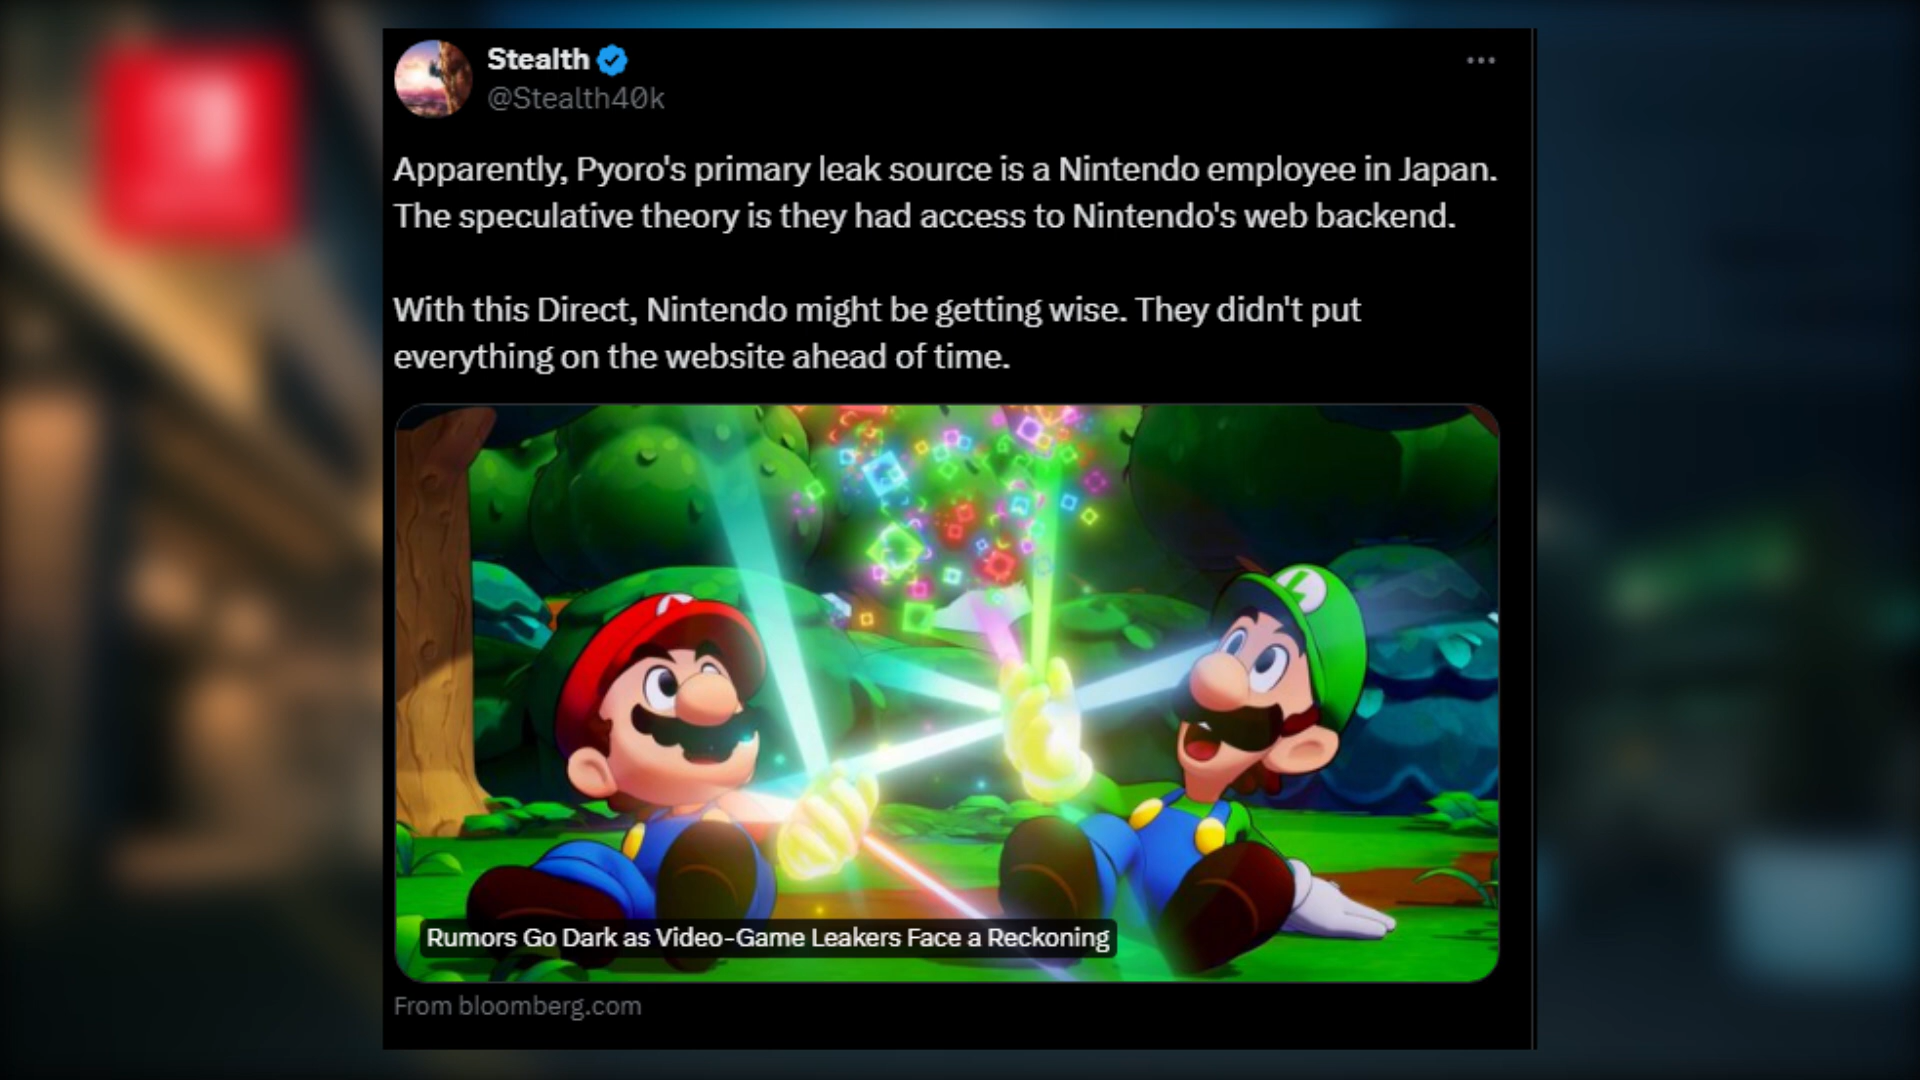 Stealth
@Stealth40k
Apparently, Pyoro's primary leak source is a Nintendo employee in Japan.
The speculative theory is they had access to Nintendo's web backend.
With this Direct, Nintendo might be getting wise. They didn't put
everything on the website ahead of time.
Rumors Go Dark as Video-Game Leakers Face a Reckoning
From bloomberg.com